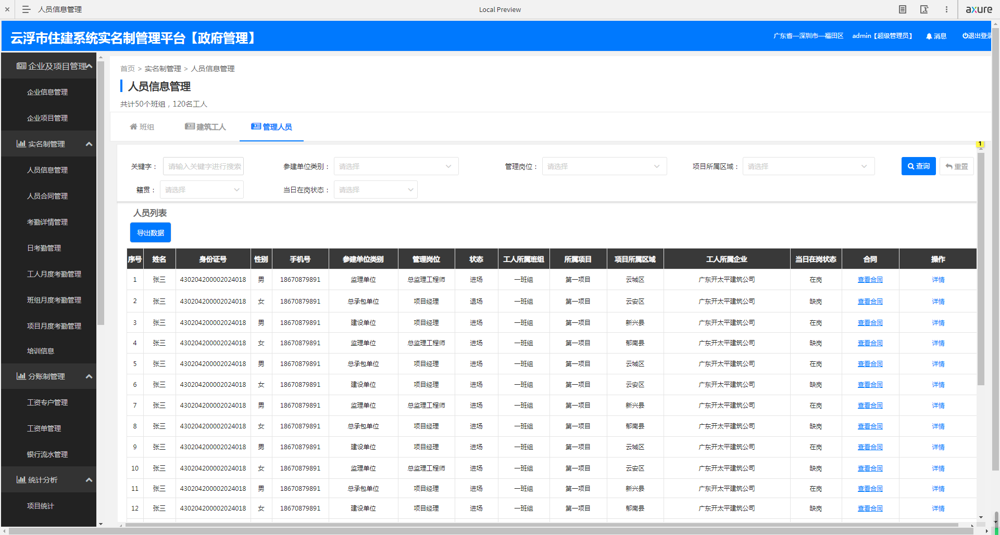 人员信息管理
Local Preview
axure
云浮市住建系统实名制管理平台【政府管理】
广东省—深圳市—福田区 admin【超级管理员】 消息 退出登录
企业及项目管理
企业信息管理
企业项目管理
实名制管理
人员信息管理
人员合同管理
考勤详情管理
日考勤管理
工人月度考勤管理
班组月度考勤管理
项目月度考勤管理
培训信息
分账制管理
工资专户管理
工资单管理
银行流水管理
统计分析
项目统计
首页 > 实名制管理 > 人员信息管理
人员信息管理
共计50个班组，120名工人
班组 建筑工人 管理人员
1
关键字： 请输入关键字进行搜索 参建单位类别： 请选择 管理岗位： 请选择 项目所属区域： 请选择 查询 重置
籍贯： 请选择 当日在岗状态： 请选择
人员列表
导出数据
序号 姓名 身份证号 性别 手机号 参建单位类别 管理岗位 状态 工人所属班组 所属项目 项目所属区域 工人所属企业 当日在岗状态 合同 操作
1 张三 430204200002024018 男 18670879891 监理单位 总监理工程师 进场 一班组 第一项目 云城区 广东开太平建筑公司 在岗 查看合同 详情
2 张三 430204200002024018 女 18670879891 总承包单位 项目经理 退场 一班组 第一项目 云安区 广东开太平建筑公司 缺岗 查看合同 详情
3 张三 430204200002024018 男 18670879891 建设单位 项目经理 进场 一班组 第一项目 新兴县 广东开太平建筑公司 在岗 查看合同 详情
4 张三 430204200002024018 女 18670879891 监理单位 总监理工程师 进场 一班组 第一项目 郁南县 广东开太平建筑公司 缺岗 查看合同 详情
5 张三 430204200002024018 男 18670879891 总承包单位 项目经理 进场 一班组 第一项目 云城区 广东开太平建筑公司 在岗 查看合同 详情
6 张三 430204200002024018 女 18670879891 建设单位 项目经理 进场 一班组 第一项目 云安区 广东开太平建筑公司 缺岗 查看合同 详情
7 张三 430204200002024018 男 18670879891 监理单位 总监理工程师 进场 一班组 第一项目 新兴县 广东开太平建筑公司 在岗 查看合同 详情
8 张三 430204200002024018 女 18670879891 总承包单位 项目经理 进场 一班组 第一项目 郁南县 广东开太平建筑公司 缺岗 查看合同 详情
9 张三 430204200002024018 男 18670879891 建设单位 项目经理 进场 一班组 第一项目 云城区 广东开太平建筑公司 在岗 查看合同 详情
10 张三 430204200002024018 女 18670879891 监理单位 总监理工程师 进场 一班组 第一项目 云安区 广东开太平建筑公司 缺岗 查看合同 详情
11 张三 430204200002024018 男 18670879891 总承包单位 项目经理 进场 一班组 第一项目 新兴县 广东开太平建筑公司 在岗 查看合同 详情
12 张三 430204200002024018 女 18670879891 建设单位 项目经理 进场 一班组 第一项目 郁南县 广东开太平建筑公司 缺岗 查看合同 详情